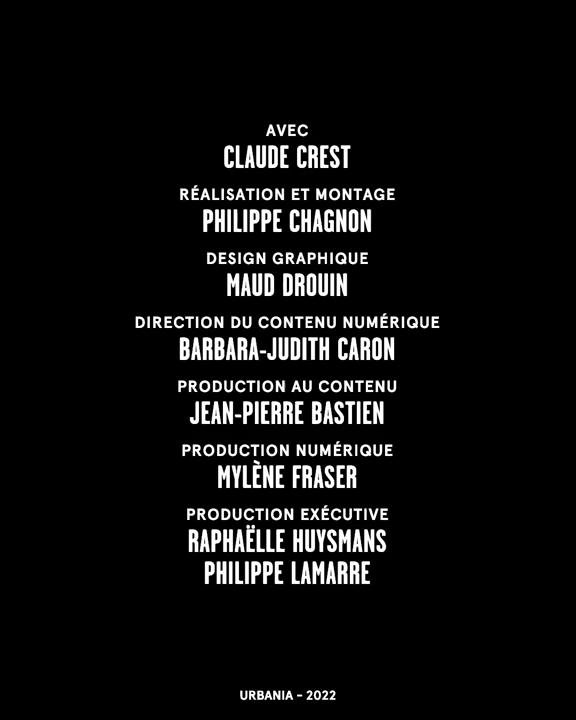 AVEC
CLAUDE CREST
RÉALISATION ET MONTAGE
PHILIPPE CHAGNON
DESIGN GRAPHIQUE
MAUD DROUIN
DIRECTION DU CONTENU NUMÉRIQUE
BARBARA-JUDITH CARON
PRODUCTION AU CONTENU
JEAN-PIERRE BASTIEN
PRODUCTION NUMÉRIQUE
MYLÈNE FRASER
PRODUCTION EXÉCUTIVE
RAPHAËLLE HUYSMANS
PHILIPPE LAMARRE
URBANIA – 2022